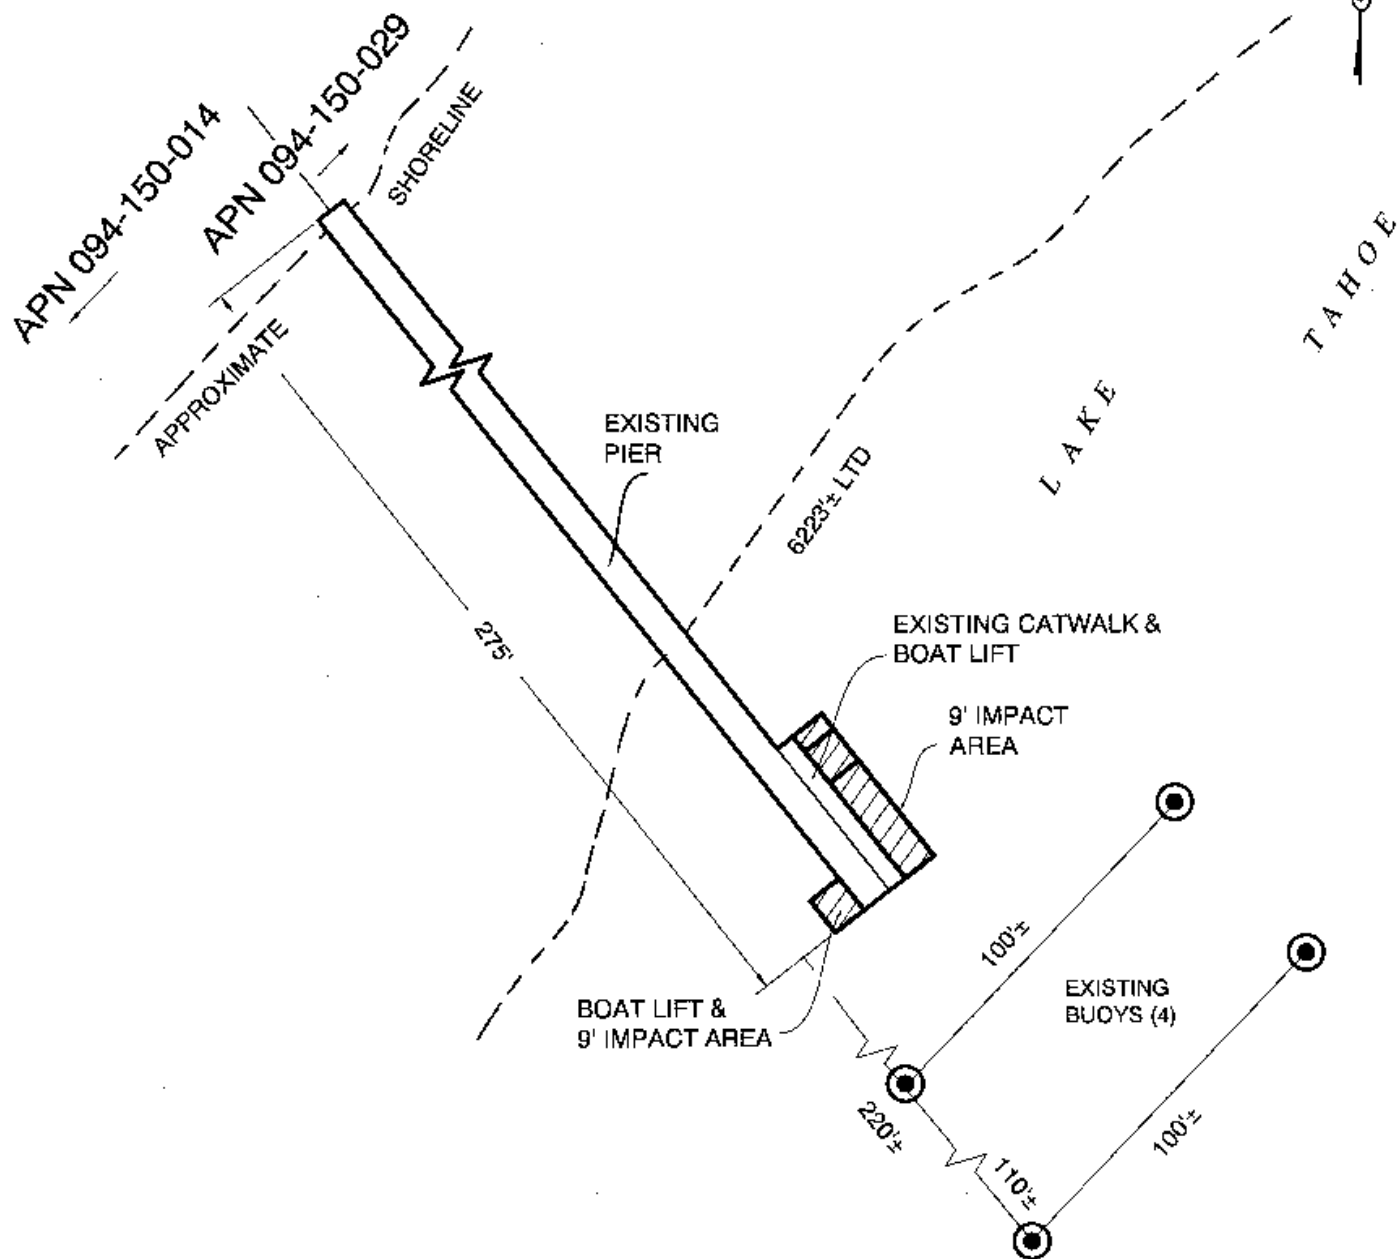 APN 094-150-014
APN 094-150-029
SHORELINE
APPROXIMATE
EXISTING
PIER
6223'± LTD
LAKE
TAHOE
275'
EXISTING CATWALK &
BOAT LIFT
9' IMPACT
AREA
BOAT LIFT &
9' IMPACT AREA
100'±
EXISTING
BUOYS (4)
220'±
110'±
100'±